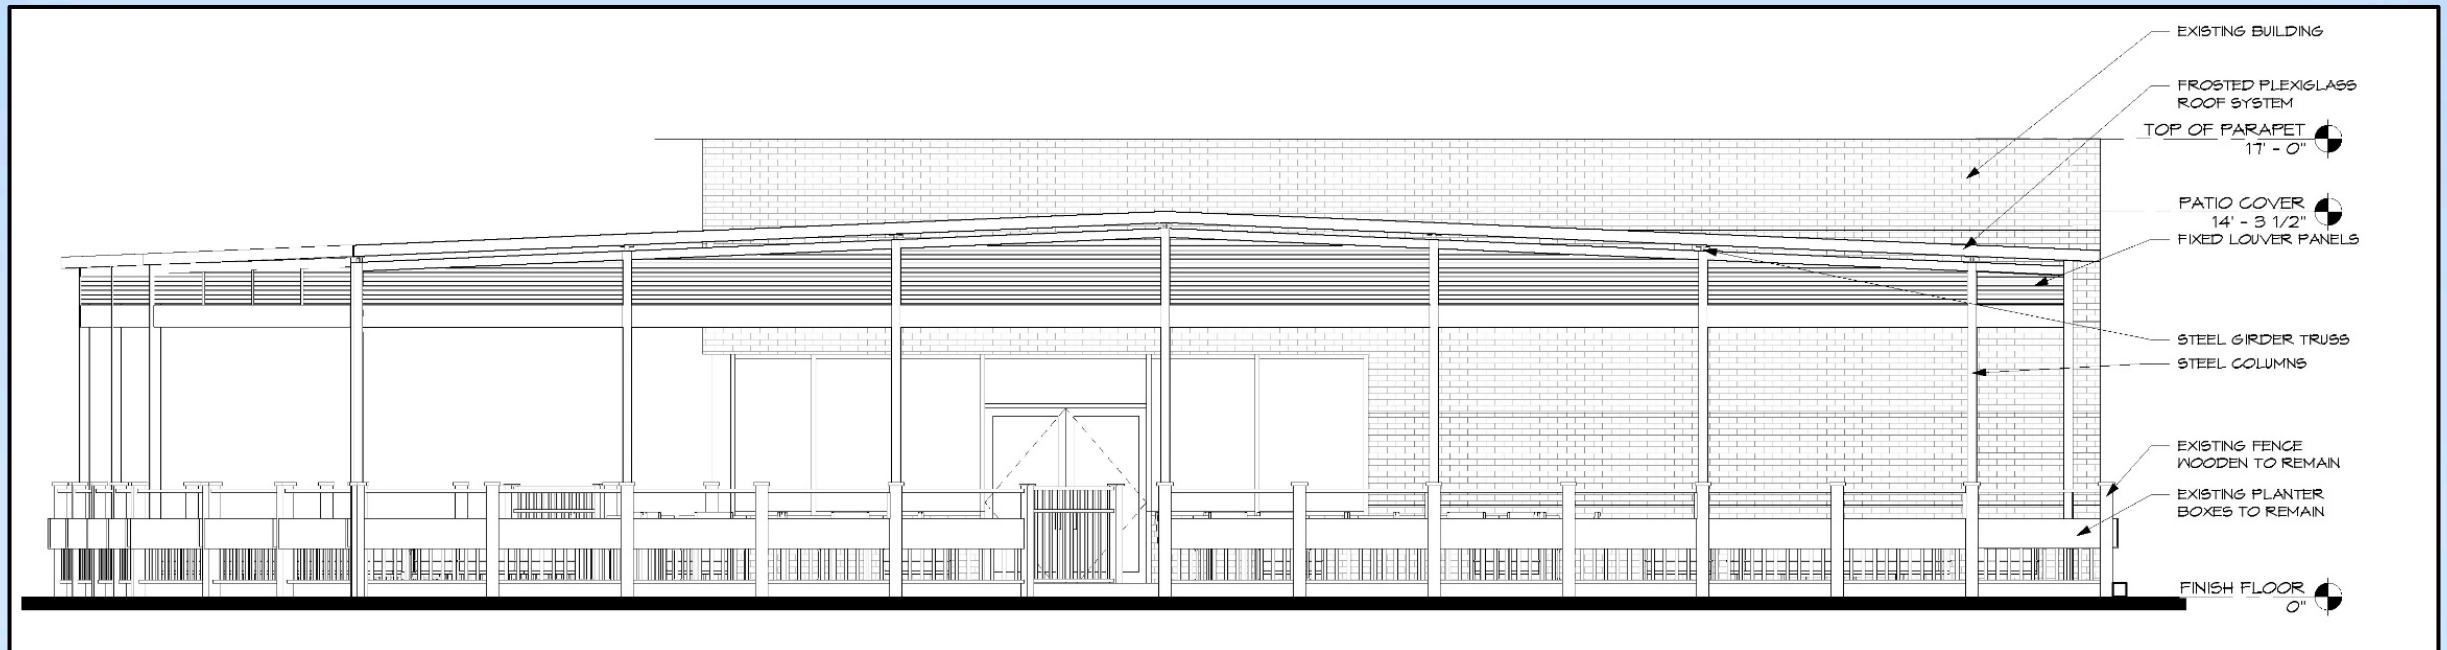 EXISTING BUILDING
FROSTED PLEXIGLASS
ROOF SYSTEM
TOP OF PARAPET
17' - 0"
PATIO COVER
14' - 3 1/2"
FIXED LOUVER PANELS
STEEL GIRDER TRUSS
STEEL COLUMNS
EXISTING FENCE
WOODEN TO REMAIN
EXISTING PLANTER
BOXES TO REMAIN
FINISH FLOOR
0"